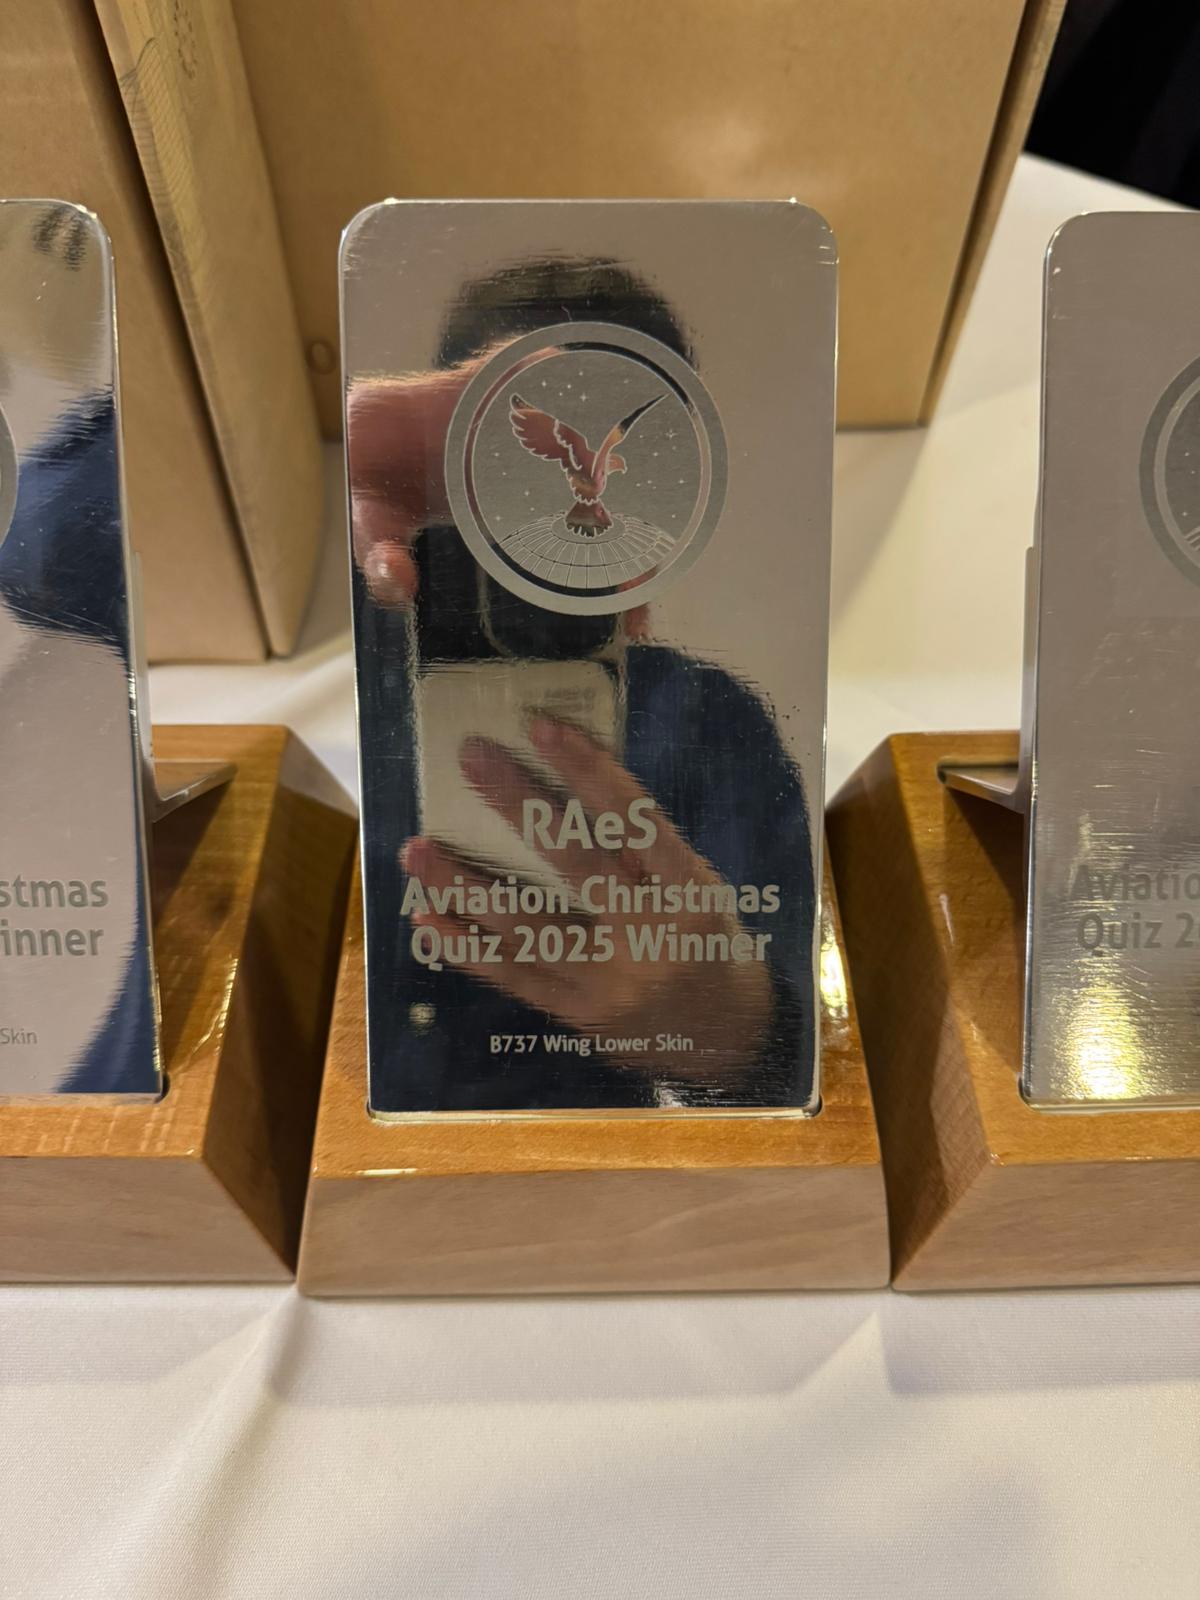 RAeS
Aviation Christmas
Quiz 2025 Winner
B737 Wing Lower Skin
stmas
inner
Skin
Aviatio
Quiz 2